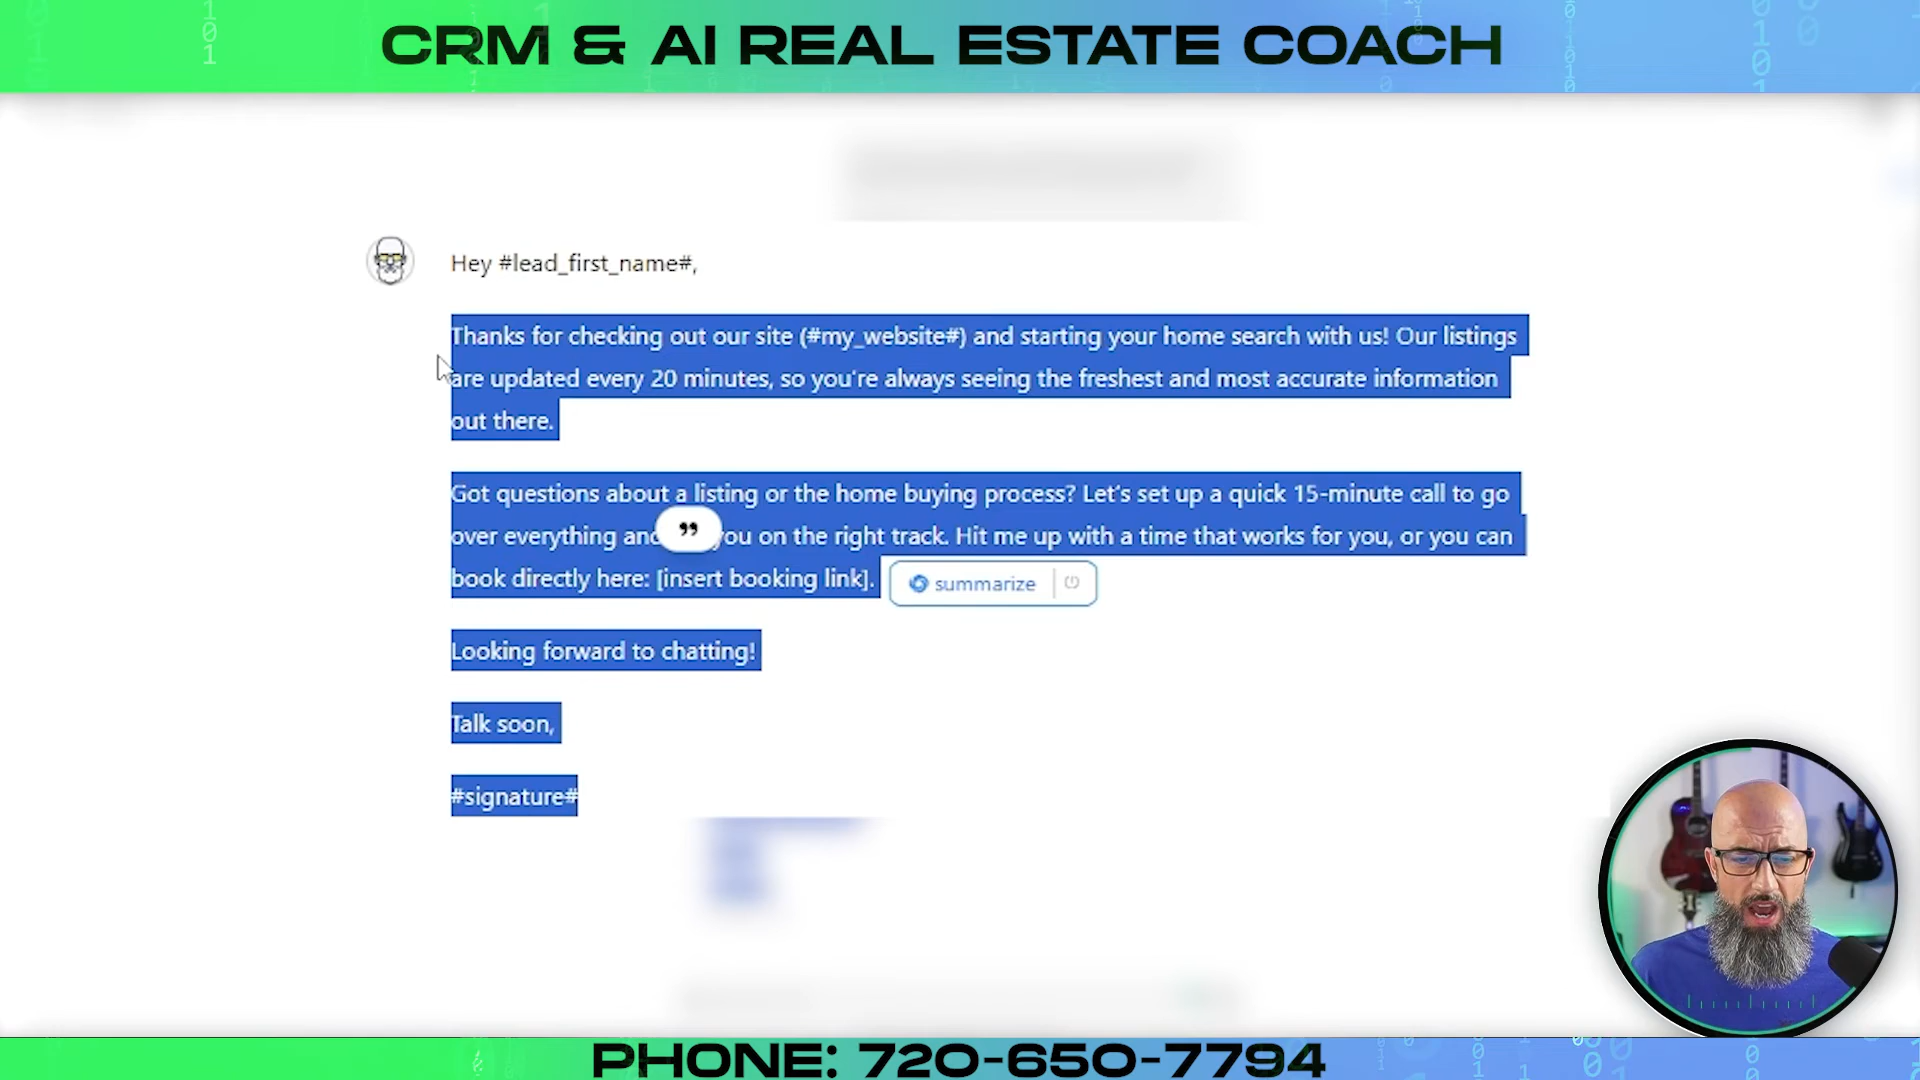 CRM & AI REAL ESTATE COACH
Hey #lead_first_name#,
Thanks for checking out our site (#my_website#) and starting your home search with us! Our listings
are updated every 20 minutes, so you're always seeing the freshest and most accurate information
out there.
Got questions about a listing or the home buying process? Let's set up a quick 15-minute call to go
over everything and you on the right track. Hit me up with a time that works for you, or you can
book directly here: [insert booking link].
summarize
Looking forward to chatting!
Talk soon,
#signature#
PHONE: 720-650-7794